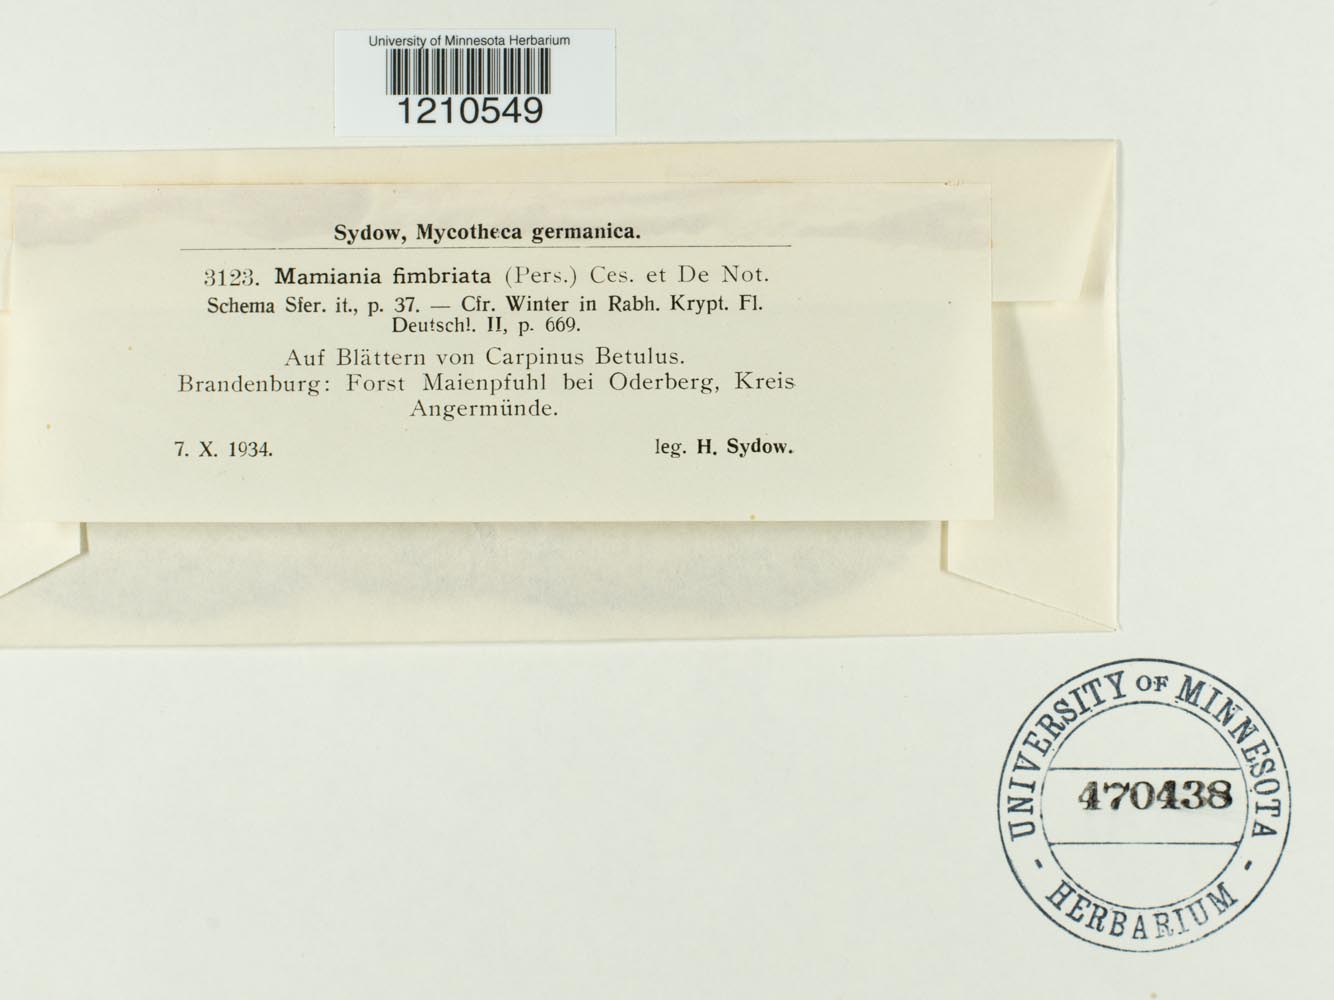 University of Minnesota Herbarium
1210549
Sydow, Mycotheca germanica.
3123. Mamiania fimbriata (Pers.) Ces. et De Not.
Schema Sfer. it., p. 37. — Cfr. Winter in Rabh. Krypt. Fl.
Deutschl. II, p. 669.
Auf Blättern von Carpinus Betulus.
Brandenburg: Forst Maienpfuhl bei Oderberg, Kreis
Angermünde.
7. X. 1934. leg. H. Sydow.
UNIVERSITY OF MINNESOTA
470438
- HERBARIUM -